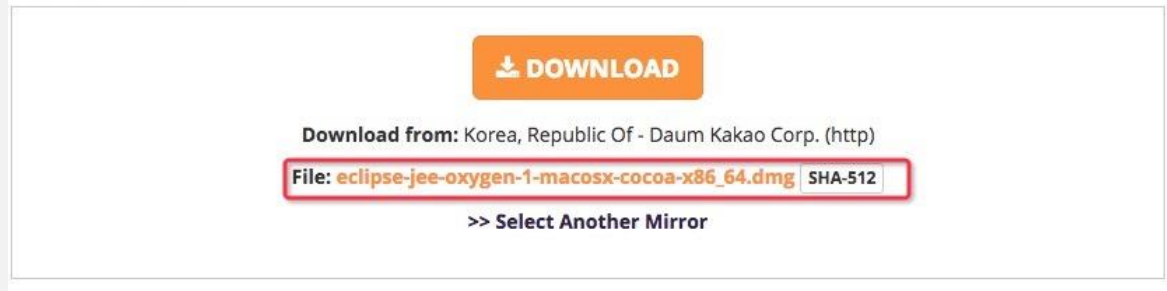 DOWNLOAD
Download from: Korea, Republic Of - Daum Kakao Corp. (http)
File: eclipse-jee-oxygen-1-macosx-cocoa-x86_64.dmg SHA-512
>> Select Another Mirror